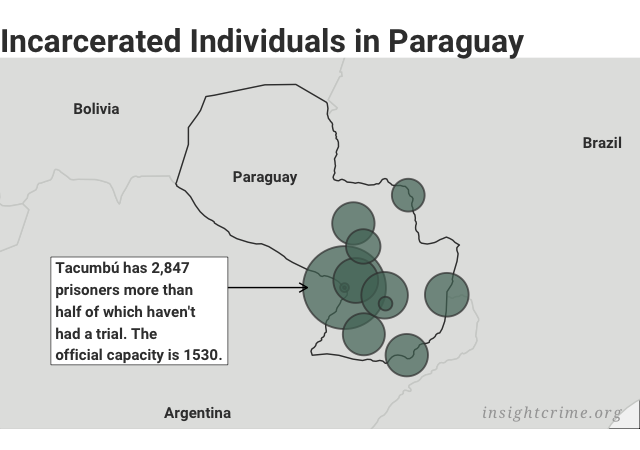 Incarcerated Individuals in Paraguay
Bolivia
Brazil
Paraguay
Tacumbú has 2,847
prisoners more than
half of which haven't
had a trial. The
official capacity is 1530.
Argentina
insightcrime.org